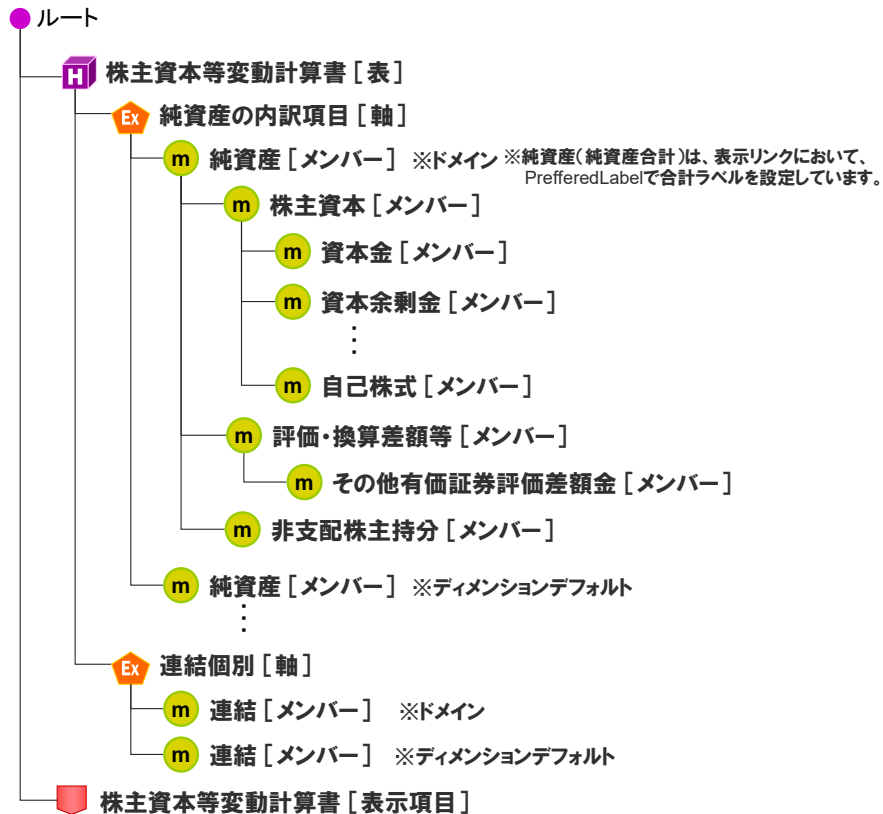 ルート
H 株主資本等変動計算書［表］
Ex 純資産の内訳項目［軸］
m 純資産［メンバー］ ※ドメイン ※純資産（純資産合計）は、表示リンクにおいて、
PrefferedLabelで合計ラベルを設定しています。
m 株主資本［メンバー］
m 資本金［メンバー］
m 資本余剰金［メンバー］
⋮
m 自己株式［メンバー］
m 評価・換算差額等［メンバー］
m その他有価証券評価差額金［メンバー］
m 非支配株主持分［メンバー］
m 純資産［メンバー］ ※ディメンションデフォルト
⋮
Ex 連結個別［軸］
m 連結［メンバー］ ※ドメイン
m 連結［メンバー］ ※ディメンションデフォルト
株主資本等変動計算書［表示項目］